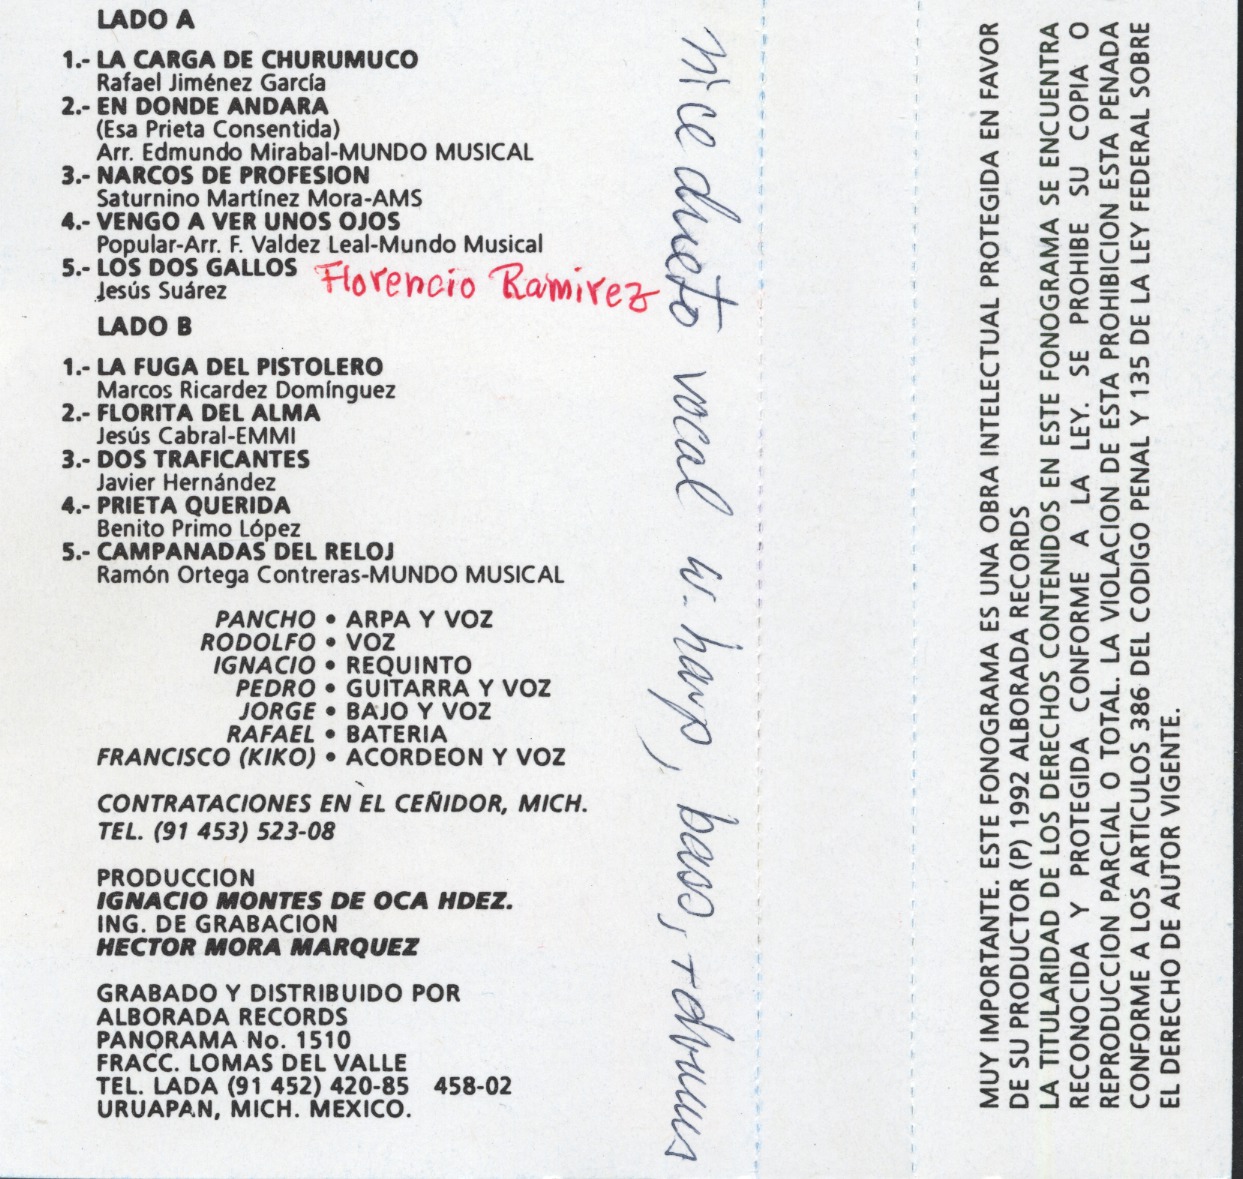 LADO A
1.- LA CARGA DE CHURUMUCO
Rafael Jiménez García
2.- EN DONDE ANDARA
(Esa Prieta Consentida)
Arr. Edmundo Mirabal-MUNDO MUSICAL
3.- NARCOS DE PROFESION
Saturnino Martínez Mora-AMS
4.- VENGO A VER UNOS OJOS
Popular-Arr. F. Valdez Leal-Mundo Musical
5.- LOS DOS GALLOS Florencio Ramirez
Jesús Suárez
LADO B
1.- LA FUGA DEL PISTOLERO
Marcos Ricardez Domínguez
2.- FLORITA DEL ALMA
Jesús Cabral-EMMI
3.- DOS TRAFICANTES
Javier Hernández
4.- PRIETA QUERIDA
Benito Primo López
5.- CAMPANADAS DEL RELOJ
Ramón Ortega Contreras-MUNDO MUSICAL
PANCHO • ARPA Y VOZ
RODOLFO • VOZ
IGNACIO • REQUINTO
PEDRO • GUITARRA Y VOZ
JORGE • BAJO Y VOZ
RAFAEL • BATERIA
FRANCISCO (KIKO) • ACORDEON Y VOZ
CONTRATACIONES EN EL CEÑIDOR, MICH.
TEL. (91 453) 523-08
PRODUCCION
IGNACIO MONTES DE OCA HDEZ.
ING. DE GRABACION
HECTOR MORA MARQUEZ
GRABADO Y DISTRIBUIDO POR
ALBORADA RECORDS
PANORAMA No. 1510
FRACC. LOMAS DEL VALLE
TEL. LADA (91 452) 420-85 458-02
URUAPAN, MICH. MEXICO.
Nice dueto vocal w. harp, bass, + drums
MUY IMPORTANTE. ESTE FONOGRAMA ES UNA OBRA INTELECTUAL PROTEGIDA EN FAVOR
DE SU PRODUCTOR (P) 1992 ALBORADA RECORDS
LA TITULARIDAD DE LOS DERECHOS CONTENIDOS EN ESTE FONOGRAMA SE ENCUENTRA
RECONOCIDA Y PROTEGIDA CONFORME A LA LEY. SE PROHIBE SU COPIA O
REPRODUCCION PARCIAL O TOTAL. LA VIOLACION DE ESTA PROHIBICION ESTA PENADA
CONFORME A LOS ARTICULOS 386 DEL CODIGO PENAL Y 135 DE LA LEY FEDERAL SOBRE
EL DERECHO DE AUTOR VIGENTE.